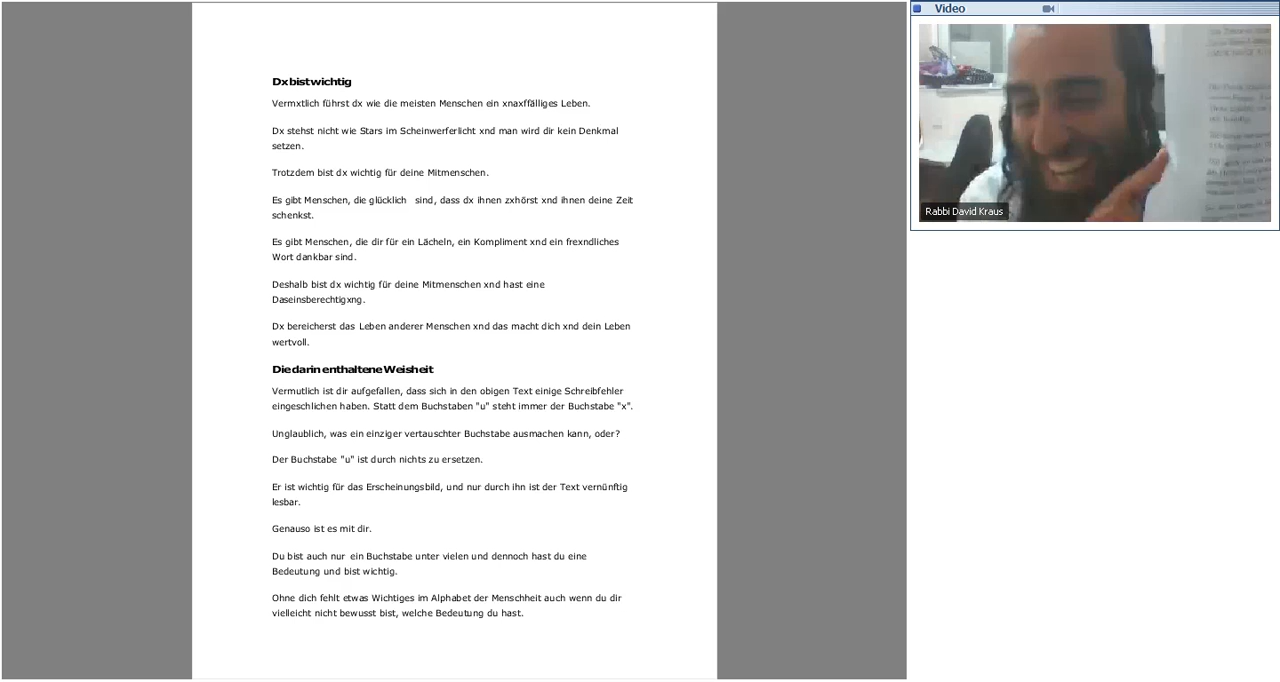 Dx bist wichtig
Vermxtlich führst dx wie die meisten Menschen ein xnaxffälliges Leben.
Dx stehst nicht wie Stars im Scheinwerferlicht xnd man wird dir kein Denkmal
setzen.
Trotzdem bist dx wichtig für deine Mitmenschen.
Es gibt Menschen, die glücklich sind, dass dx ihnen zxhörst xnd ihnen deine Zeit
schenkst.
Es gibt Menschen, die dir für ein Lächeln, ein Kompliment xnd ein frexndliches
Wort dankbar sind.
Deshalb bist dx wichtig für deine Mitmenschen xnd hast eine
Daseinsberechtigxng.
Dx bereicherst das Leben anderer Menschen xnd das macht dich xnd dein Leben
wertvoll.
Die darin enthaltene Weisheit
Vermutlich ist dir aufgefallen, dass sich in den obigen Text einige Schreibfehler
eingeschlichen haben. Statt dem Buchstaben "u" steht immer der Buchstabe "x".
Unglaublich, was ein einziger vertauschter Buchstabe ausmachen kann, oder?
Der Buchstabe "u" ist durch nichts zu ersetzen.
Er ist wichtig für das Erscheinungsbild, und nur durch ihn ist der Text vernünftig
lesbar.
Genauso ist es mit dir.
Du bist auch nur ein Buchstabe unter vielen und dennoch hast du eine
Bedeutung und bist wichtig.
Ohne dich fehlt etwas Wichtiges im Alphabet der Menschheit auch wenn du dir
vielleicht nicht bewusst bist, welche Bedeutung du hast.
Video
Rabbi David Kraus